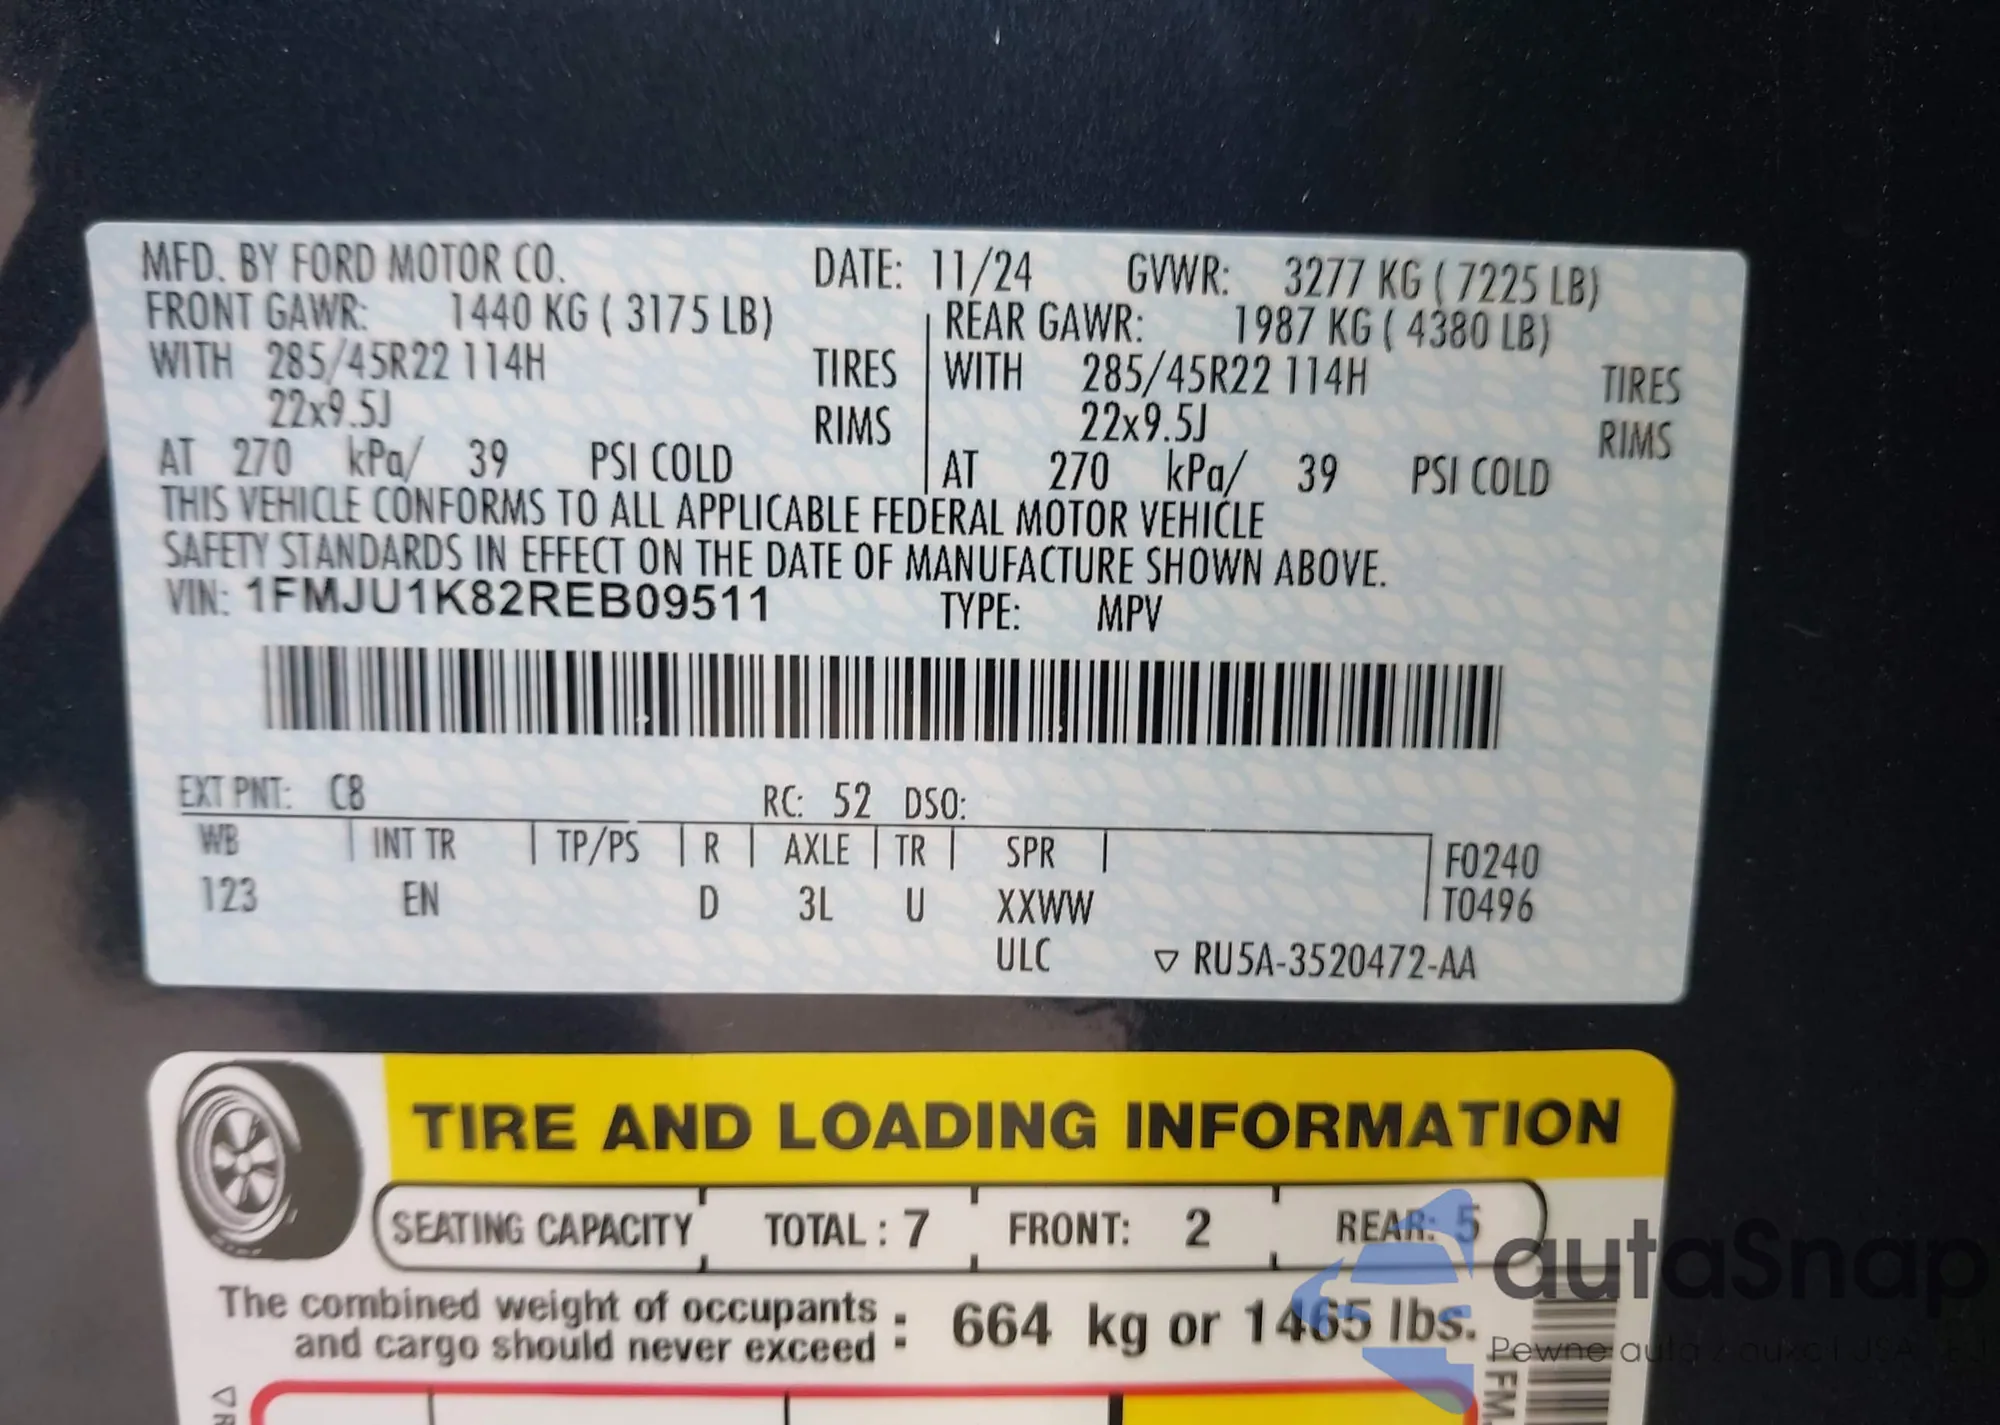 MFD. BY FORD MOTOR CO. DATE: 11/24 GVWR: 3277 KG ( 7225 LB)
FRONT GAWR: 1440 KG ( 3175 LB) REAR GAWR: 1987 KG ( 4380 LB)
WITH 285/45R22 114H TIRES WITH 285/45R22 114H TIRES
22x9.5J RIMS 22x9.5J RIMS
AT 270 kPa/ 39 PSI COLD AT 270 kPa/ 39 PSI COLD
THIS VEHICLE CONFORMS TO ALL APPLICABLE FEDERAL MOTOR VEHICLE
SAFETY STANDARDS IN EFFECT ON THE DATE OF MANUFACTURE SHOWN ABOVE.
VIN: 1FMJU1K82REB09511 TYPE: MPV
EXT PNT: C8 RC: 52 DSO:
WB INT TR TP/PS R AXLE TR SPR F0240
123 EN D 3L U XXWW T0496
ULC ▽ RU5A-3520472-AA
TIRE AND LOADING INFORMATION
SEATING CAPACITY TOTAL : 7 FRONT: 2 REAR: 5
The combined weight of occupants
and cargo should never exceed : 664 kg or 1465 lbs.
autaSnap
Pewne auta z aukcji USA